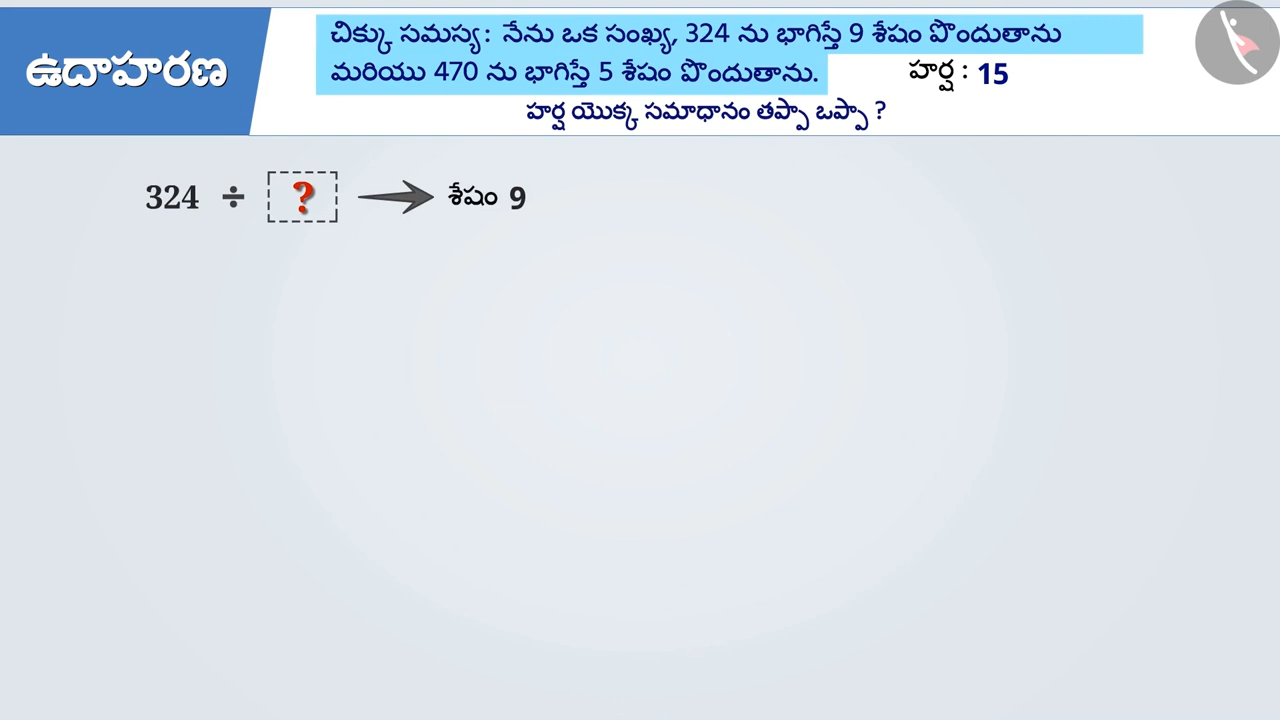 ఉదాహరణ
చిక్కు సమస్య: నేను ఒక సంఖ్య, 324 ను భాగిస్తే 9 శేషం పొందుతాను
మరియు 470 ను భాగిస్తే 5 శేషం పొందుతాను. హర్ష : 15
హర్ష యొక్క సమాధానం తప్పా ఒప్పా ?
324 ÷ ? → శేషం 9